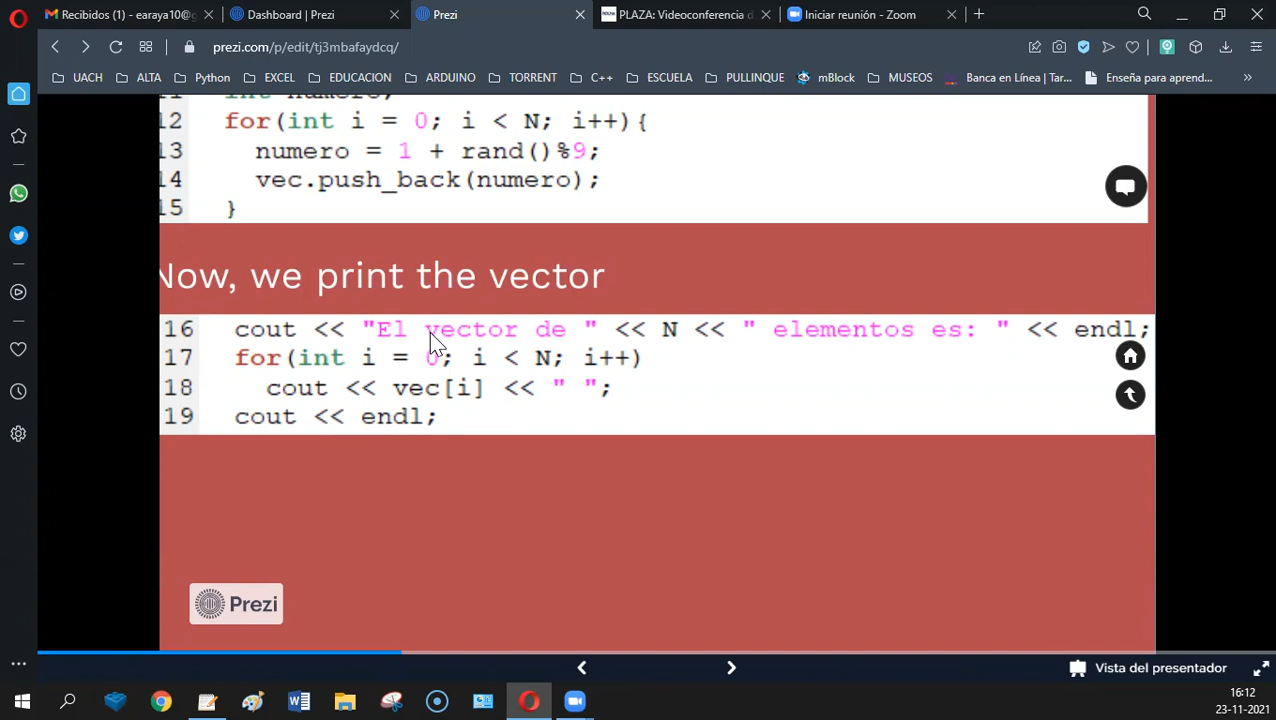 Recibidos (1) - earaya10@g
Dashboard | Prezi
Prezi
PLAZA: Videoconferencia d
Iniciar reunión - Zoom
prezi.com/p/edit/tj3mbafaydcq/
UACH
ALTA
Python
EXCEL
EDUCACION
ARDUINO
TORRENT
C++
ESCUELA
PULLINQUE
mBlock
MUSEOS
Banca en Línea | Tar...
Enseña para aprend...
11 int numero;
12 for(int i = 0; i < N; i++){
13 numero = 1 + rand()%9;
14 vec.push_back(numero);
15 }
Now, we print the vector
16 cout << "El vector de " << N << " elementos es: " << endl;
17 for(int i = 0; i < N; i++)
18 cout << vec[i] << " ";
19 cout << endl;
Prezi
Vista del presentador
16:12
23-11-2021